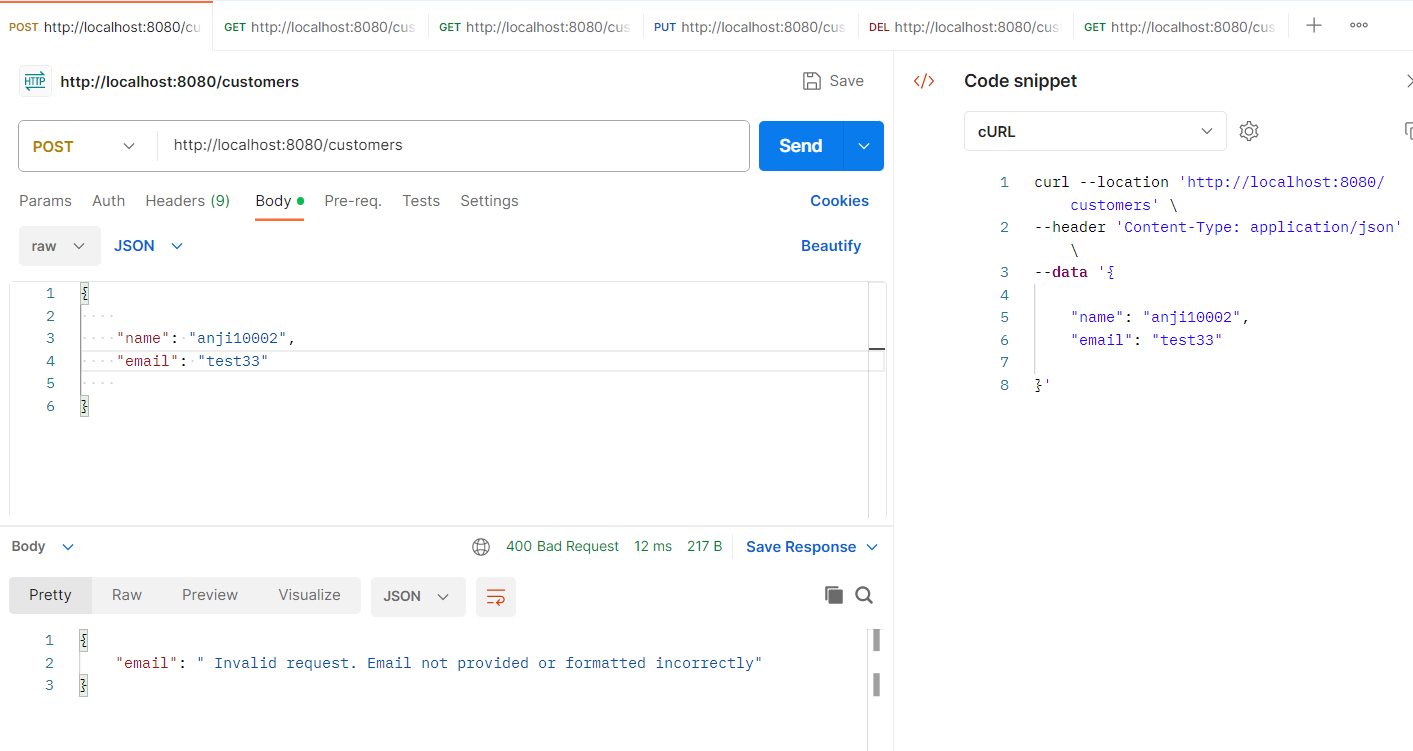 POST http://localhost:8080/cu
GET http://localhost:8080/cus
GET http://localhost:8080/cus
PUT http://localhost:8080/cus
DEL http://localhost:8080/cus
GET http://localhost:8080/cus
HTTP http://localhost:8080/customers
Save
POST
http://localhost:8080/customers
Send
Params Auth Headers (9) Body Pre-req. Tests Settings
Cookies
raw JSON
Beautify
1 {
2
3 "name": "anji10002",
4 "email": "test33"
5
6 }
Body
400 Bad Request 12 ms 217 B Save Response
Pretty Raw Preview Visualize JSON
1 {
2 "email": " Invalid request. Email not provided or formatted incorrectly"
3 }
</> Code snippet
cURL
1 curl --location 'http://localhost:8080/
customers' \
2 --header 'Content-Type: application/json'
\
3 --data '{
4
5 "name": "anji10002",
6 "email": "test33"
7
8 }'